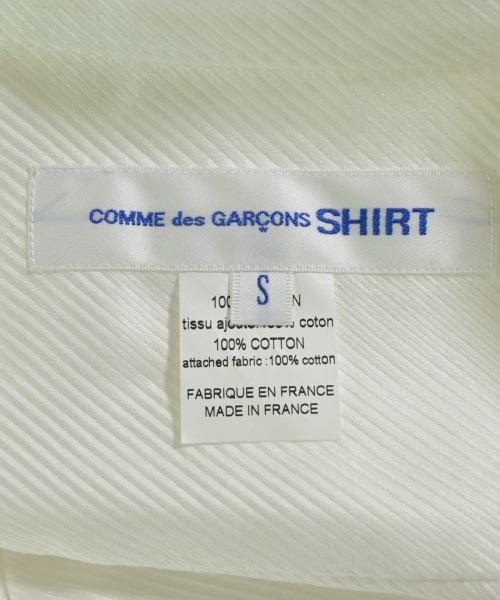 COMME des GARÇONS SHIRT
S
tissu ajouté:100% coton
100% COTTON
attached fabric :100% cotton
FABRIQUE EN FRANCE
MADE IN FRANCE